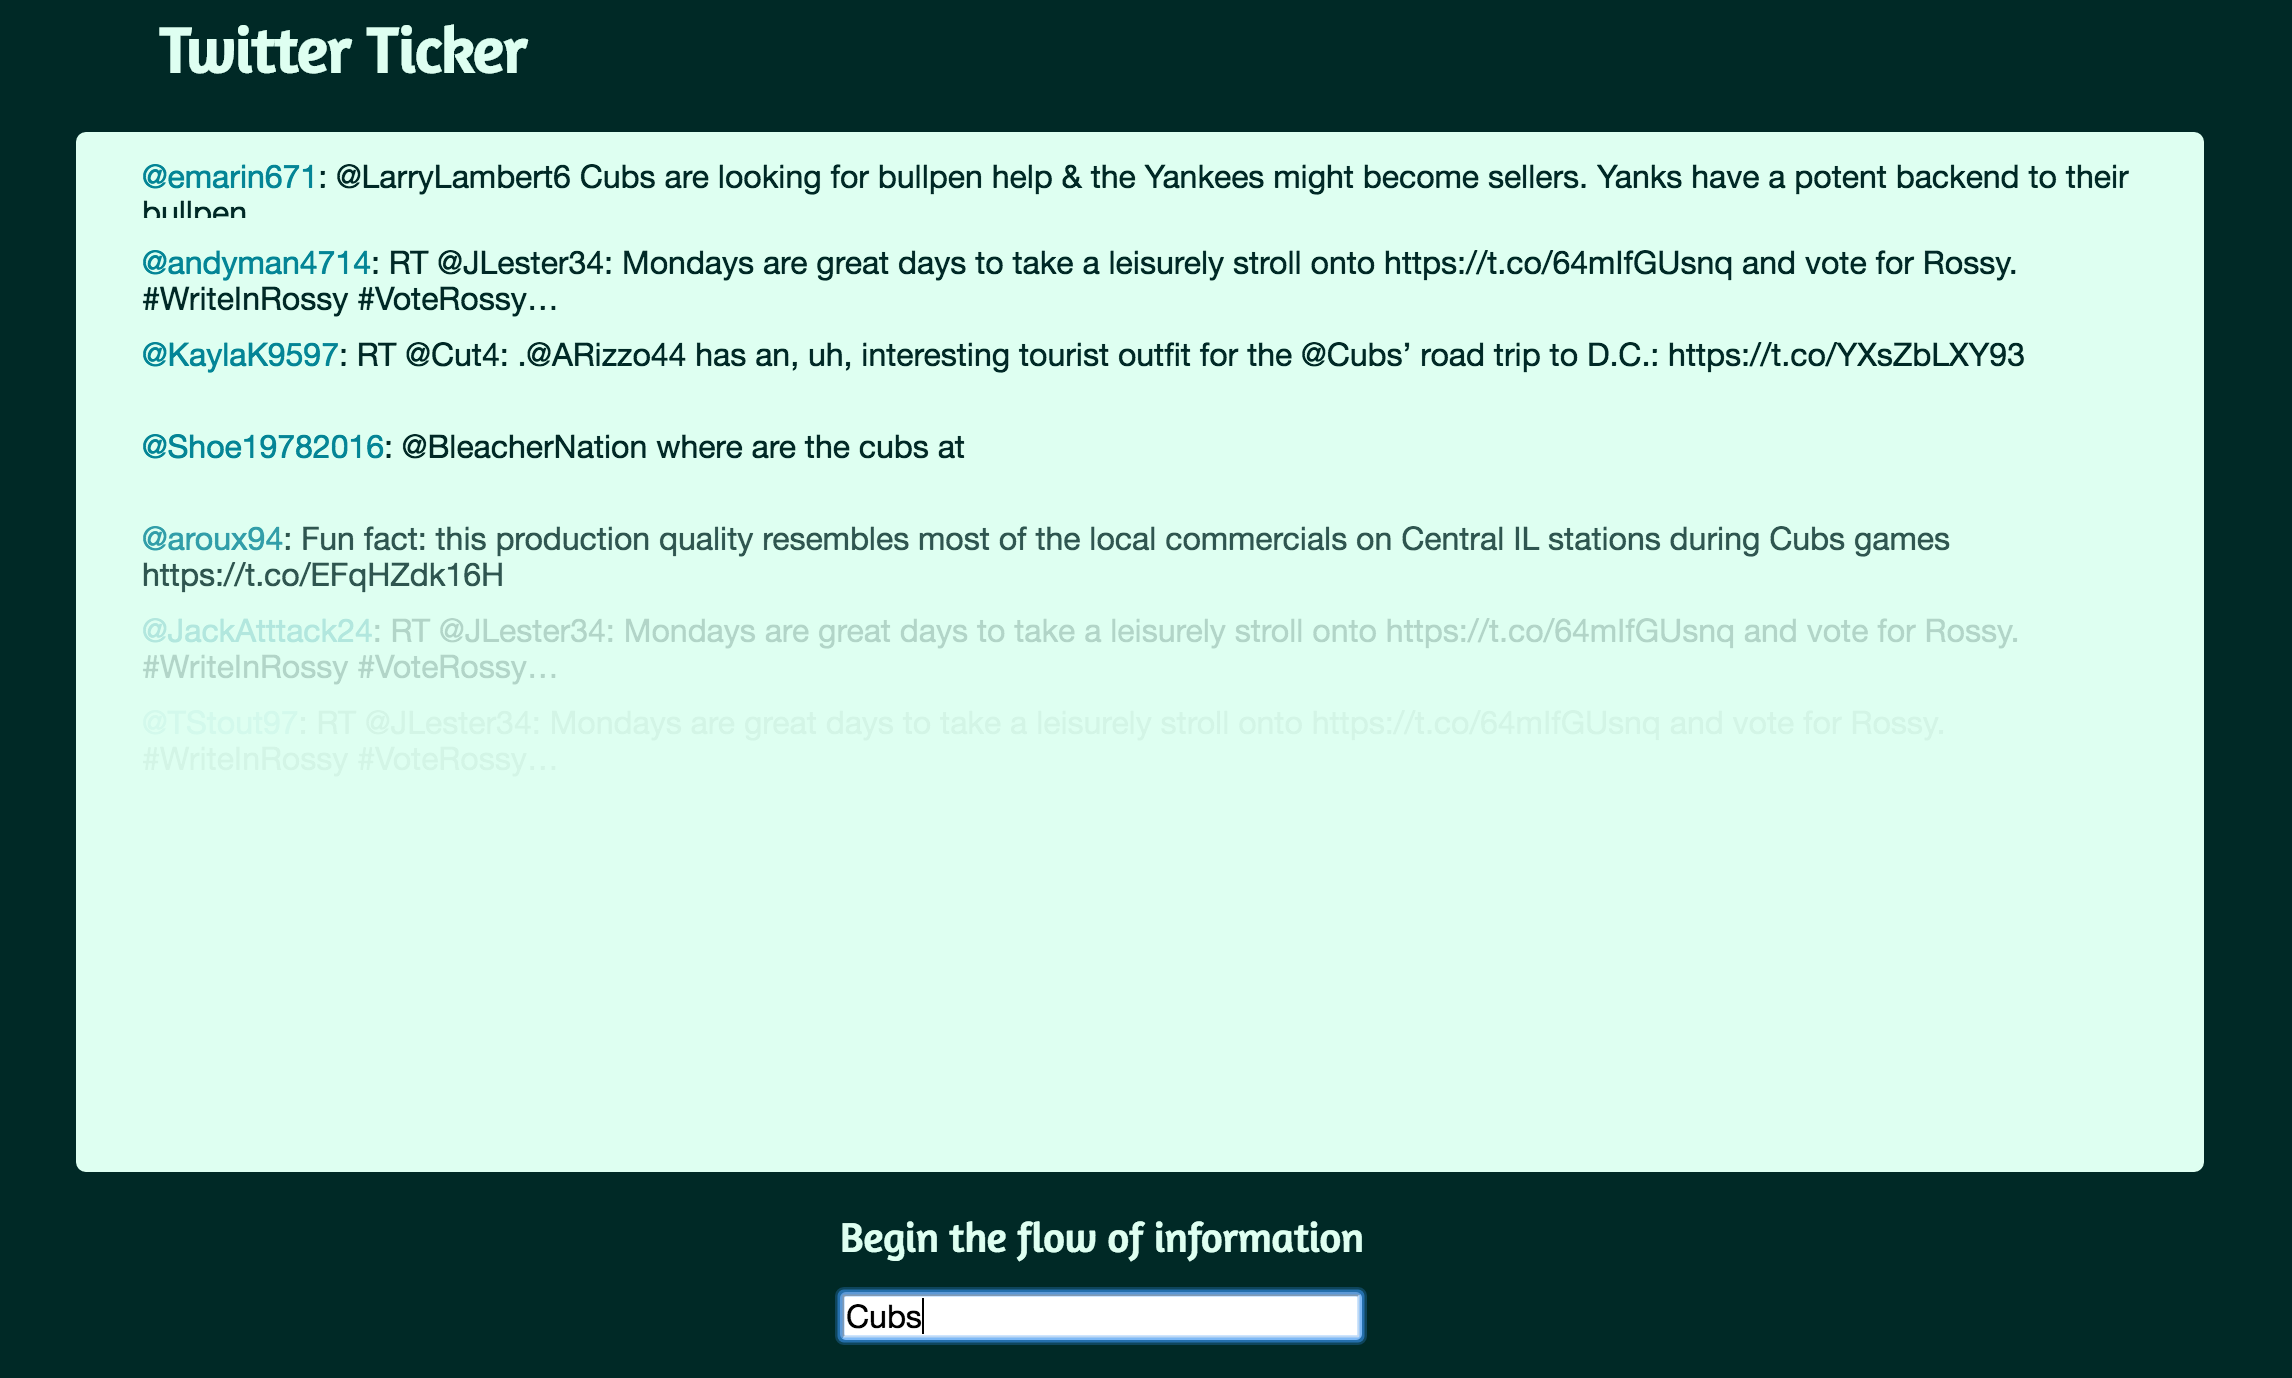 Twitter Ticker
@emarin671: @LarryLambert6 Cubs are looking for bullpen help & the Yankees might become sellers. Yanks have a potent backend to their
bullpen
@andyman4714: RT @JLester34: Mondays are great days to take a leisurely stroll onto https://t.co/64mIfGUsnq and vote for Rossy.
#WriteInRossy #VoteRossy…
@KaylaK9597: RT @Cut4: .@ARizzo44 has an, uh, interesting tourist outfit for the @Cubs’ road trip to D.C.: https://t.co/YXsZbLXY93
@Shoe19782016: @BleacherNation where are the cubs at
@aroux94: Fun fact: this production quality resembles most of the local commercials on Central IL stations during Cubs games
https://t.co/EFqHZdk16H
@JackAtttack24: RT @JLester34: Mondays are great days to take a leisurely stroll onto https://t.co/64mIfGUsnq and vote for Rossy.
#WriteInRossy #VoteRossy…
@TStout97: RT @JLester34: Mondays are great days to take a leisurely stroll onto https://t.co/64mIfGUsnq and vote for Rossy.
#WriteInRossy #VoteRossy…
Begin the flow of information
Cubs